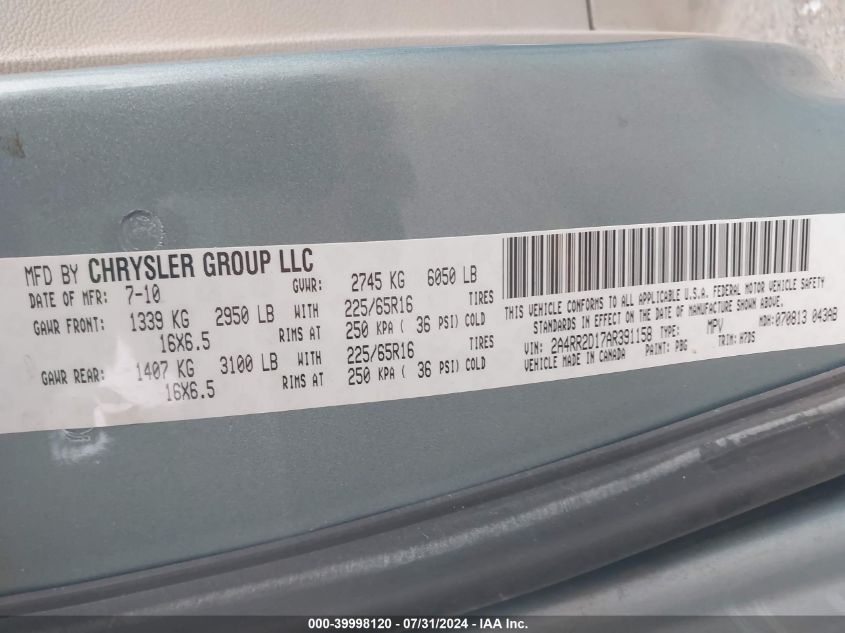 MFD BY CHRYSLER GROUP LLC
DATE OF MFR: 7-10 GVWR: 2745 KG 6050 LB
GAWR FRONT: 1339 KG 2950 LB WITH 225/65R16 TIRES
16X6.5 RIMS AT 250 KPA ( 36 PSI) COLD
GAWR REAR: 1407 KG 3100 LB WITH 225/65R16 TIRES
16X6.5 RIMS AT 250 KPA ( 36 PSI) COLD
THIS VEHICLE CONFORMS TO ALL APPLICABLE U.S.A. FEDERAL MOTOR VEHICLE SAFETY
STANDARDS IN EFFECT ON THE DATE OF MANUFACTURE SHOWN ABOVE.
VIN: 2A4RR2D17AR391158 TYPE: MPV MDH: 070813 043AB
VEHICLE MADE IN CANADA PAINT: PBG TRIM: H7D5
000-39998120 - 07/31/2024 - IAA Inc.